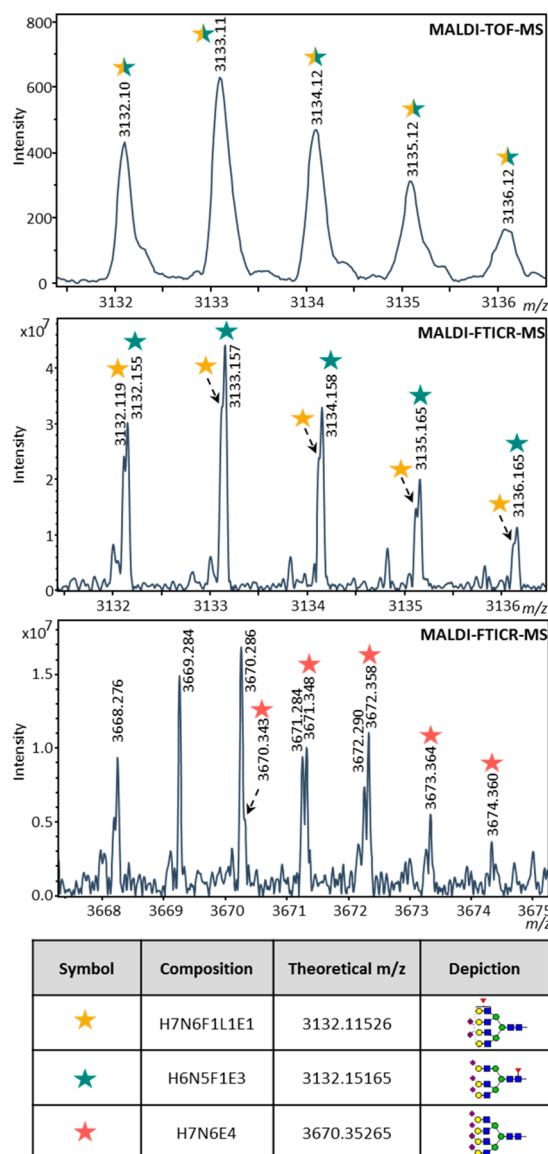 MALDI-TOF-MS
Intensity
800
600
400
200
0
3132.10
3133.11
3134.12
3135.12
3136.12
3132 3133 3134 3135 3136 m/z
MALDI-FTICR-MS
x10⁷
Intensity
4
3
2
1
0
3132.119
3132.155
3133.157
3134.158
3135.165
3136.165
3132 3133 3134 3135 3136 m/z
MALDI-FTICR-MS
x10⁷
Intensity
1.5
1.0
0.5
0.0
3668.276
3669.284
3670.286
3670.343
3671.284
3671.348
3672.290
3672.358
3673.364
3674.360
3668 3669 3670 3671 3672 3673 3674 3675
m/z
Symbol Composition Theoretical m/z Depiction
H7N6F1L1E1 3132.11526
H6N5F1E3 3132.15165
H7N6E4 3670.35265